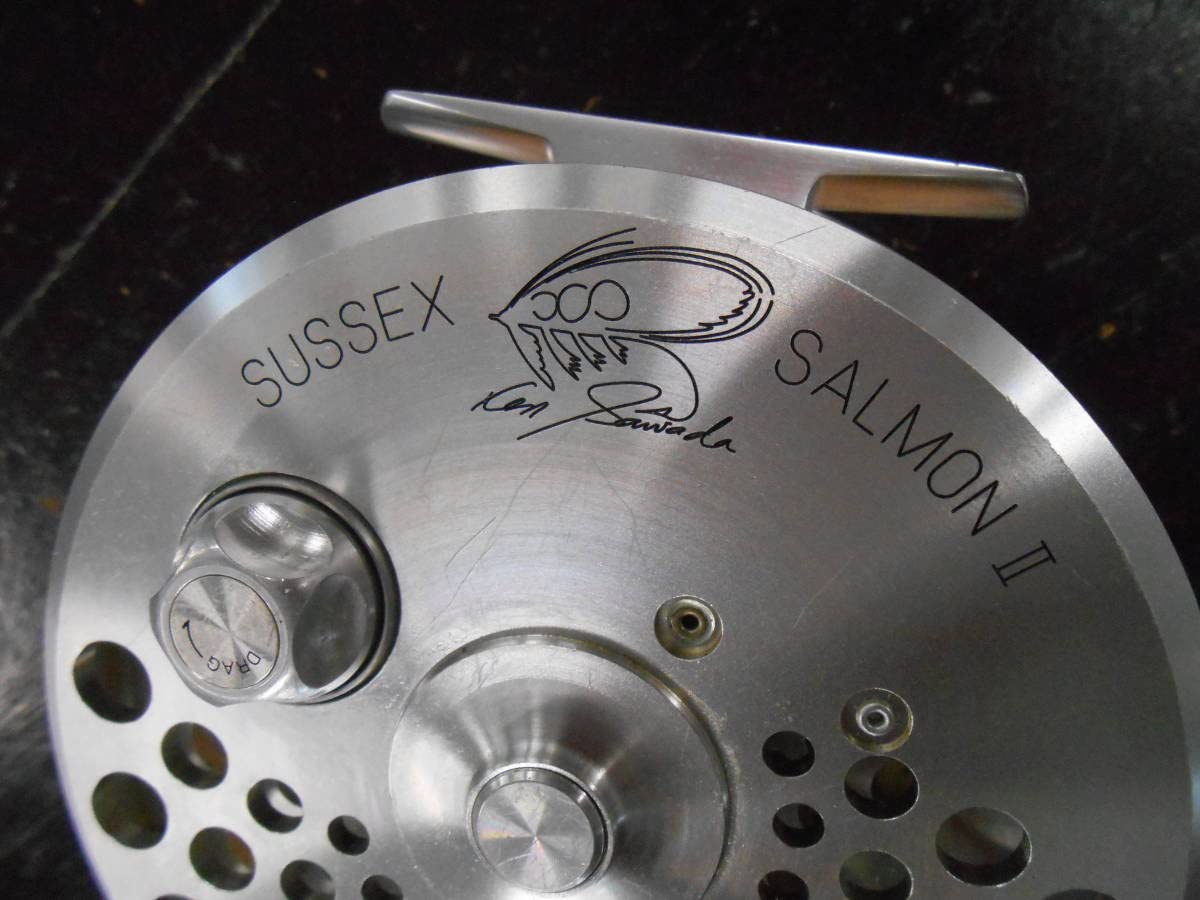 SUSSEX
SALMON II
Ken Sawada
DRAG